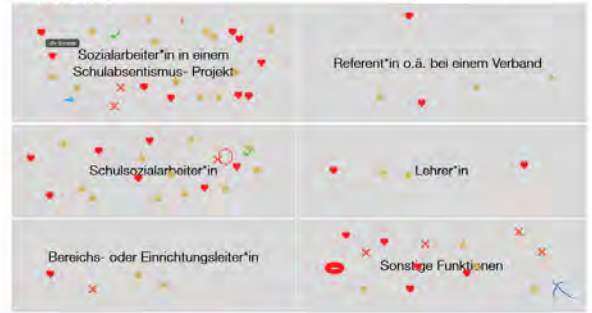 Sozialarbeiter*in in einem
Schulabsentismus- Projekt
Referent*in o.ä. bei einem Verband
Schulsozialarbeiter*in
Lehrer*in
Bereichs- oder Einrichtungsleiter*in
Sonstige Funktionen